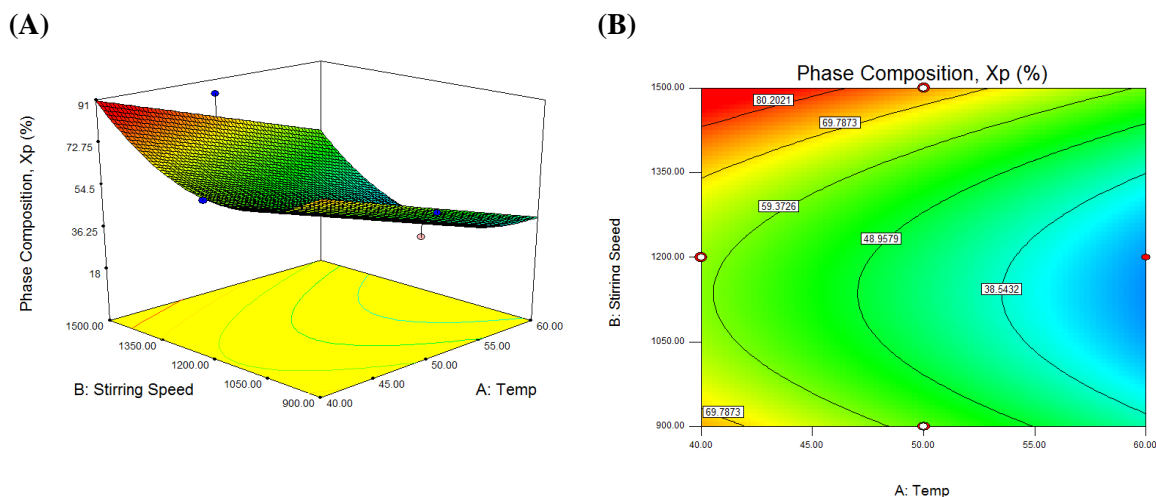 (A)
(B)
Phase Composition, Xp (%)
91
72.75
54.5
36.25
18
1500.00
1350.00
1200.00
1050.00
900.00
40.00
45.00
50.00
55.00
60.00
B: Stirring Speed
A: Temp
Phase Composition, Xp (%)
B: Stirring Speed
1500.00
1350.00
1200.00
1050.00
900.00
80.2021
69.7873
59.3726
48.9579
38.5432
69.7873
40.00 45.00 50.00 55.00 60.00
A: Temp